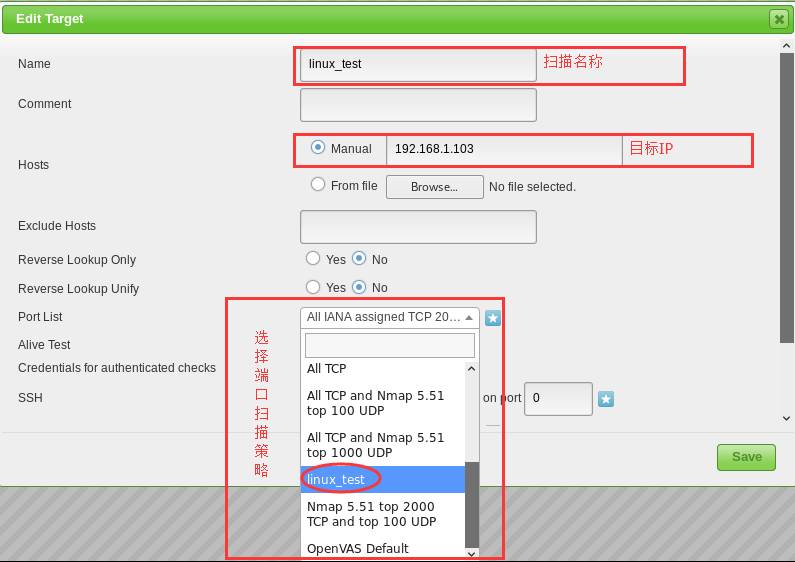 Edit Target
Name
linux_test
扫描名称
Comment
Hosts
Manual
192.168.1.103
目标IP
From file
Browse...
No file selected.
Exclude Hosts
Reverse Lookup Only
Yes
No
Reverse Lookup Unify
Yes
No
Port List
All IANA assigned TCP 20...
选择端口扫描策略
Alive Test
Credentials for authenticated checks
SSH
on port
0
All TCP
All TCP and Nmap 5.51
top 100 UDP
All TCP and Nmap 5.51
top 1000 UDP
linux_test
Nmap 5.51 top 2000
TCP and top 100 UDP
OpenVAS Default
Save